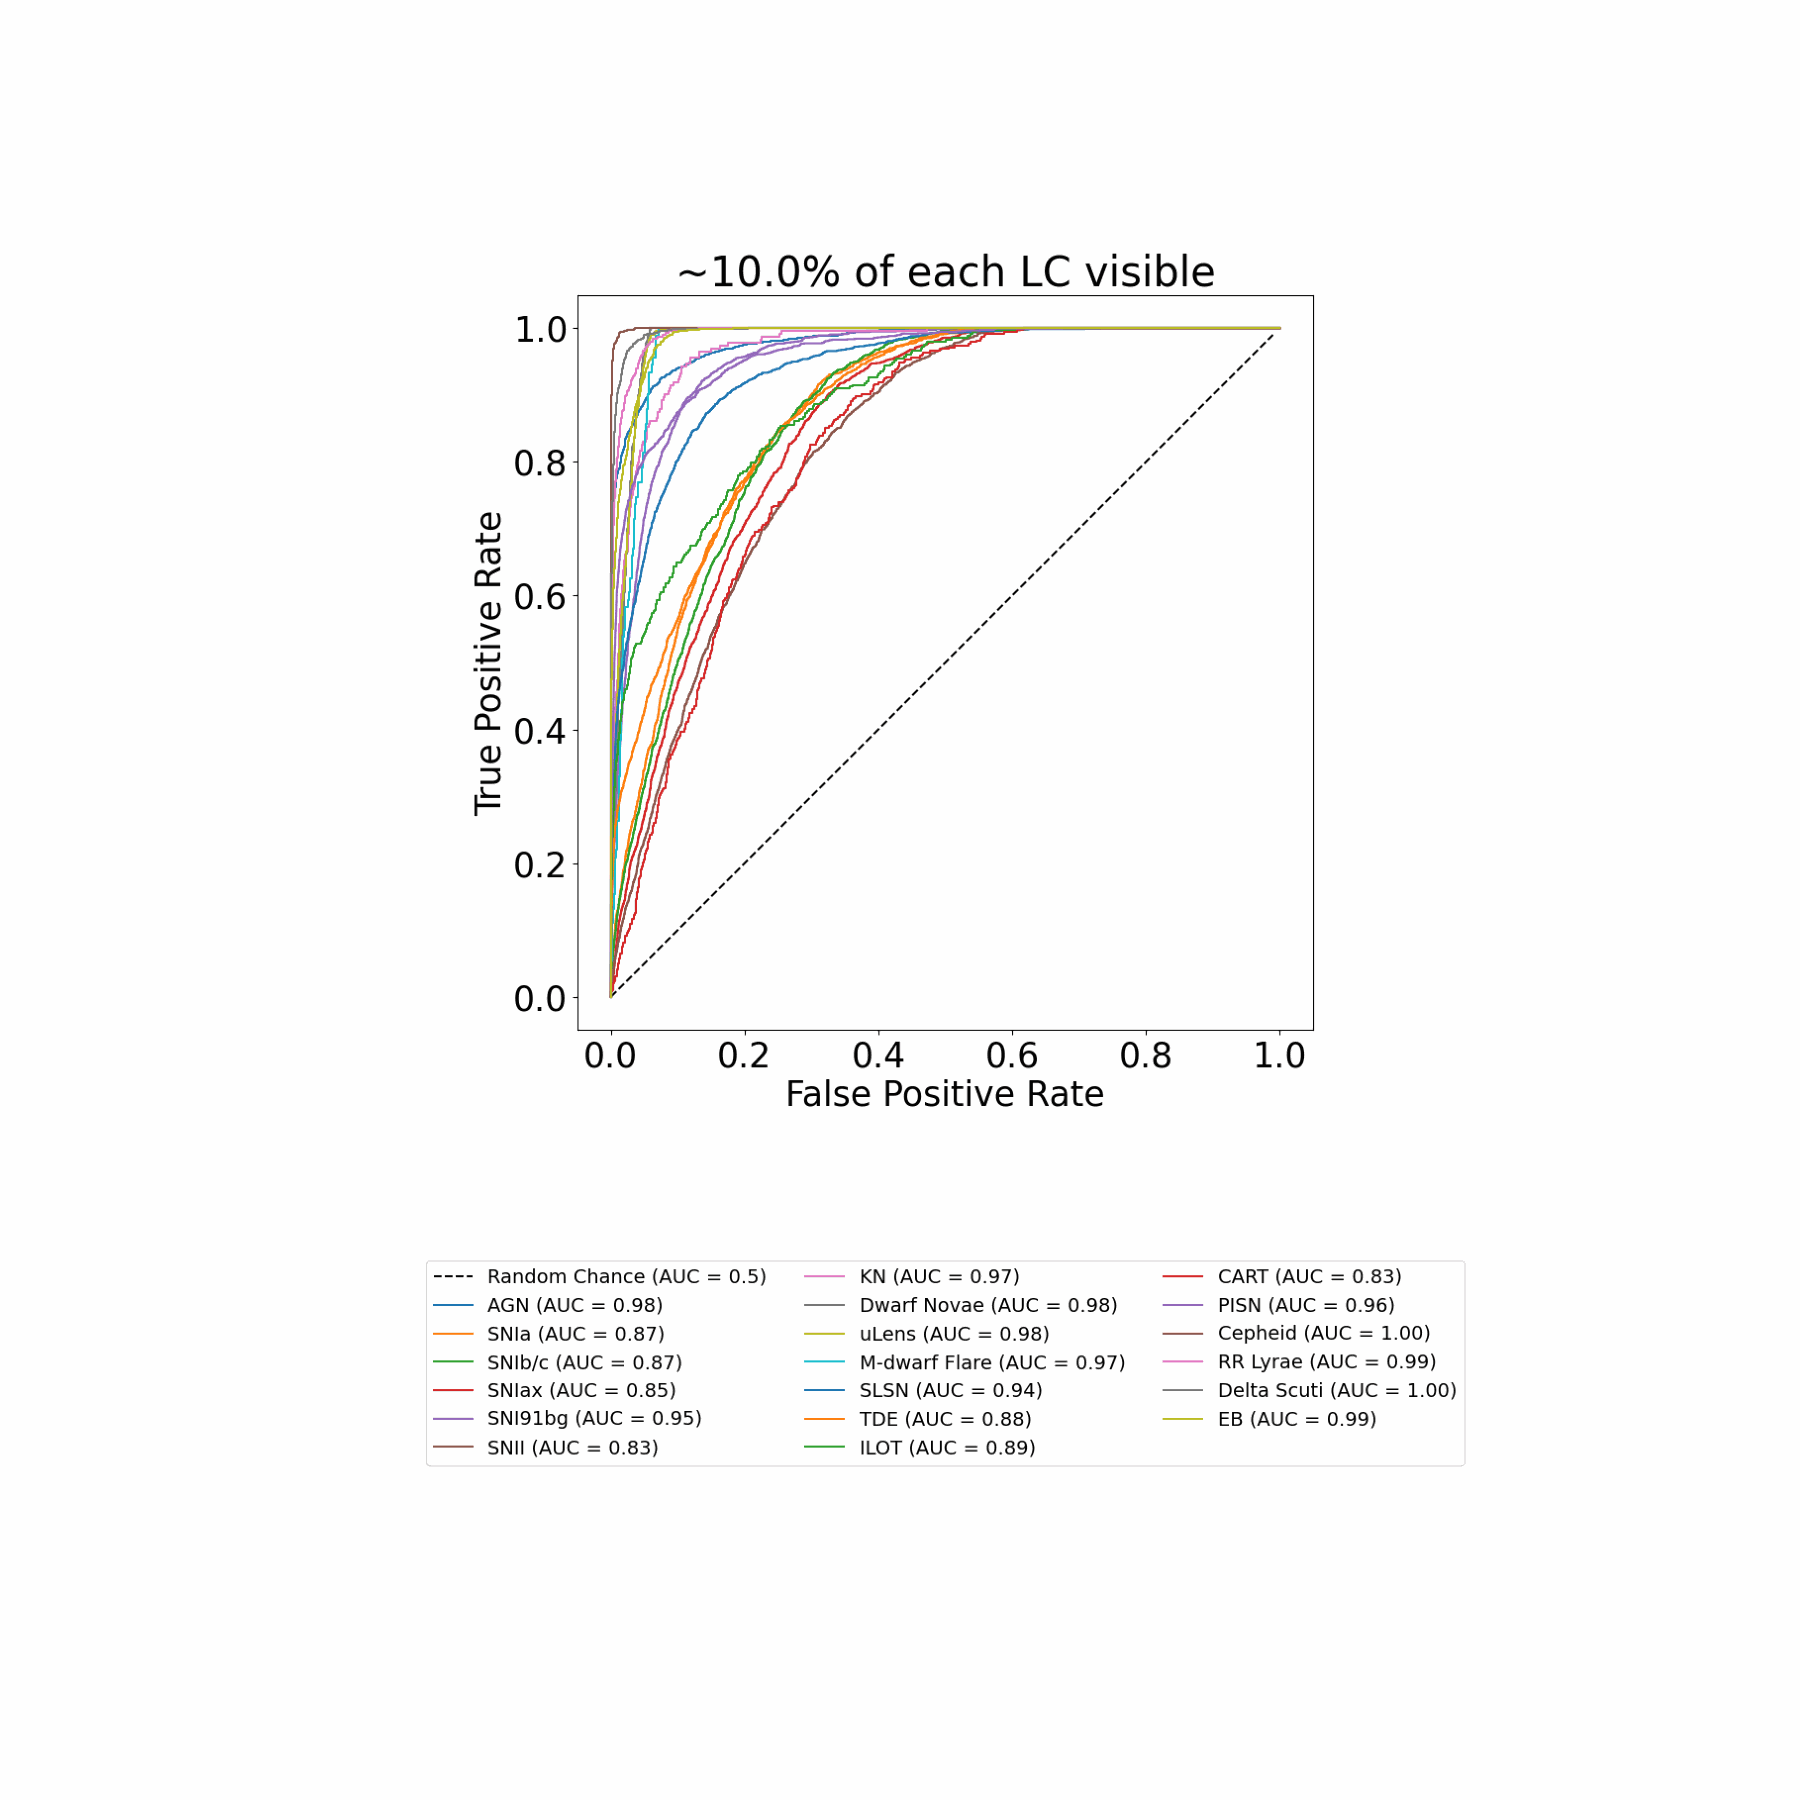 ~10.0% of each LC visible
1.0
0.8
0.6
0.4
0.2
0.0
True Positive Rate
0.0 0.2 0.4 0.6 0.8 1.0
False Positive Rate
Random Chance (AUC = 0.5)
AGN (AUC = 0.98)
SNIa (AUC = 0.87)
SNIb/c (AUC = 0.87)
SNIax (AUC = 0.85)
SNI91bg (AUC = 0.95)
SNII (AUC = 0.83)
KN (AUC = 0.97)
Dwarf Novae (AUC = 0.98)
uLens (AUC = 0.98)
M-dwarf Flare (AUC = 0.97)
SLSN (AUC = 0.94)
TDE (AUC = 0.88)
ILOT (AUC = 0.89)
CART (AUC = 0.83)
PISN (AUC = 0.96)
Cepheid (AUC = 1.00)
RR Lyrae (AUC = 0.99)
Delta Scuti (AUC = 1.00)
EB (AUC = 0.99)